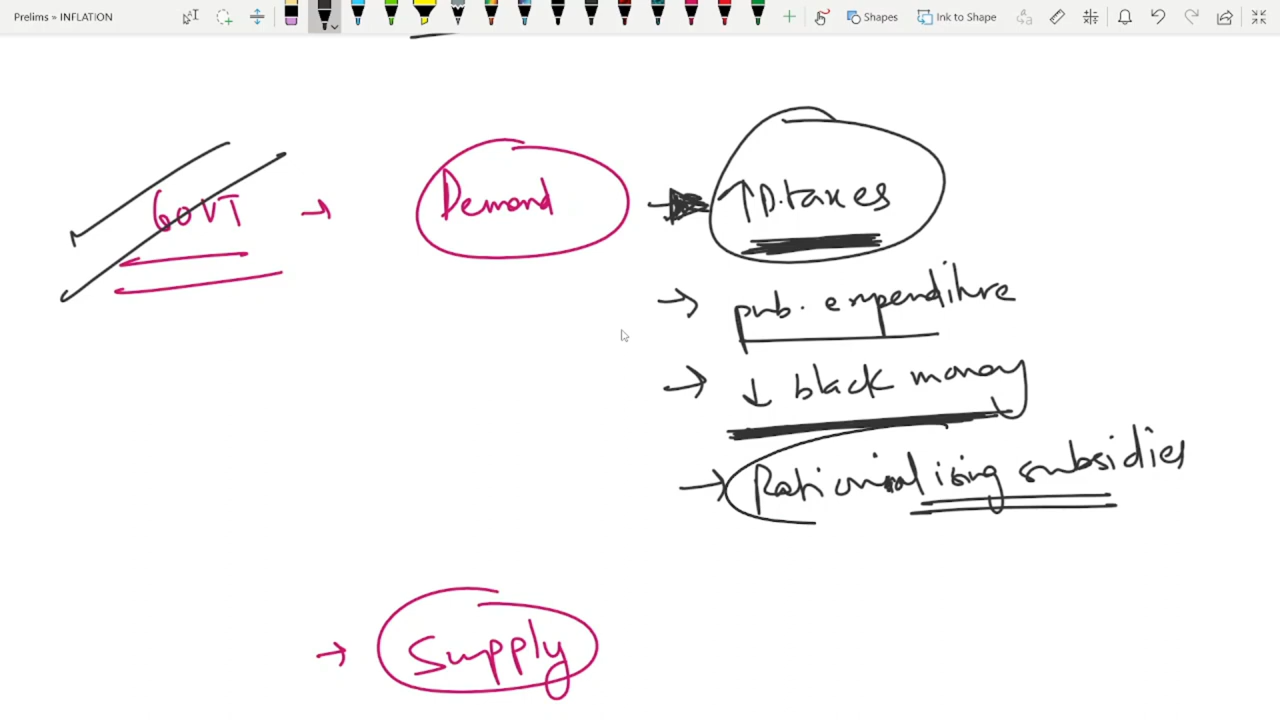 Prelims » INFLATION
Shapes
Ink to Shape
GOVT → Demand → ↑ D.taxes
→ pub. expenditure
→ ↓ black money
→ Rationalising subsidies
→ Supply